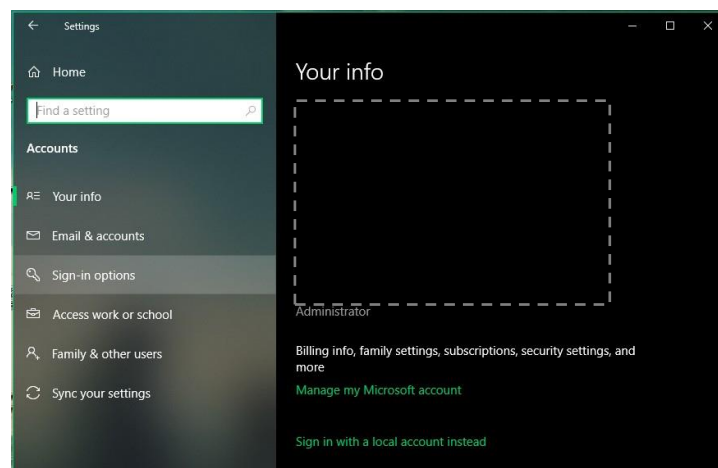 Settings
Home
Find a setting
Accounts
Your info
Email & accounts
Sign-in options
Access work or school
Family & other users
Sync your settings
Your info
Administrator
Billing info, family settings, subscriptions, security settings, and
more
Manage my Microsoft account
Sign in with a local account instead